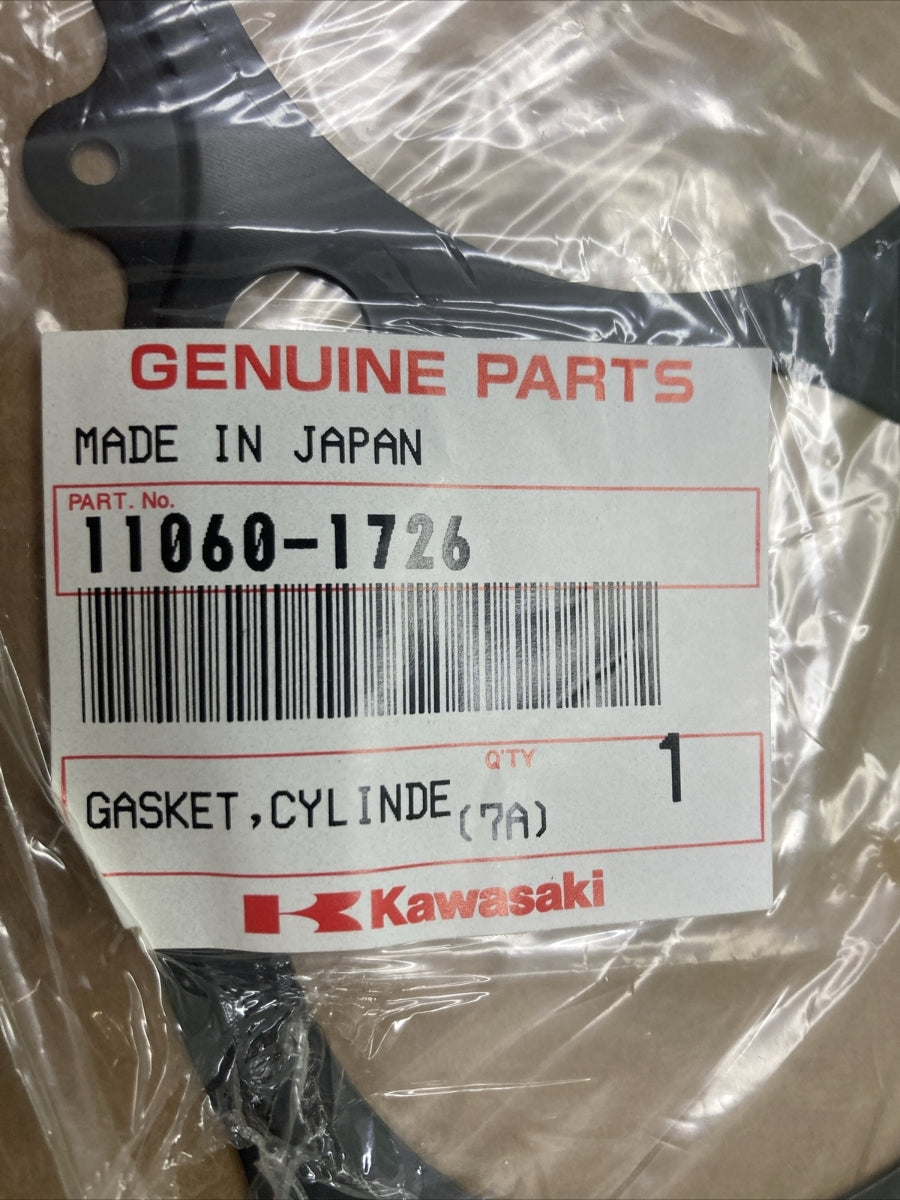 GENUINE PARTS
MADE IN JAPAN
PART. No.
11060-1726
Q'TY
1
GASKET,CYLINDE (7A)
Kawasaki